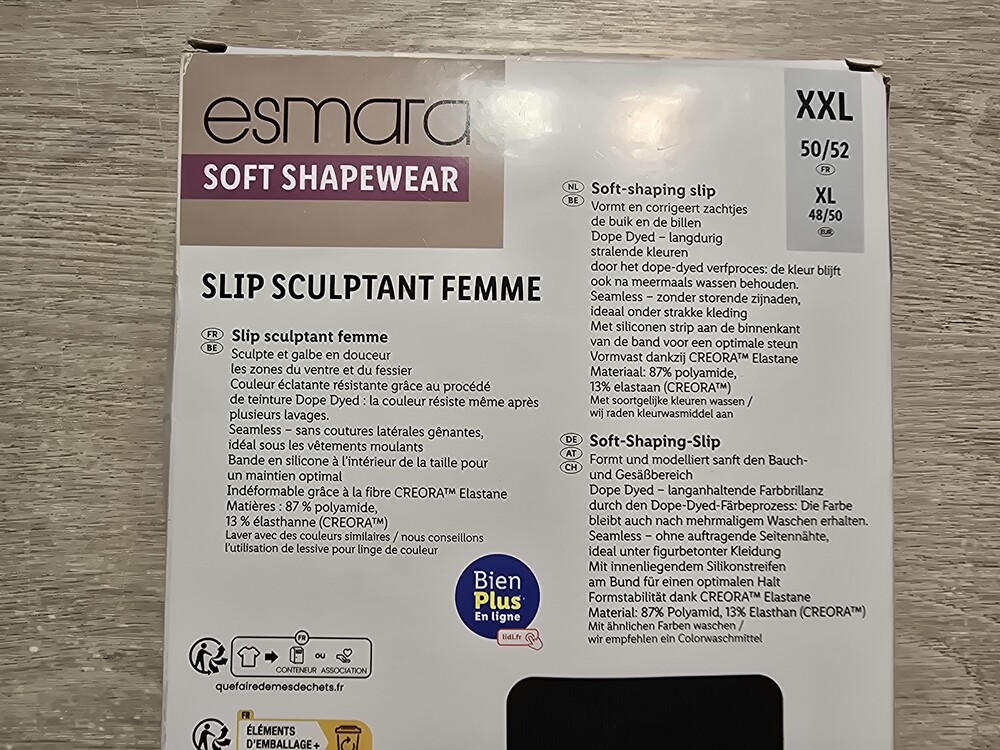 esmara
SOFT SHAPEWEAR
XXL
50/52
FR
XL
48/50
EUR
SLIP SCULPTANT FEMME
FR
BE
Slip sculptant femme
Sculpte et galbe en douceur
les zones du ventre et du fessier
Couleur éclatante résistante grâce au procédé
de teinture Dope Dyed : la couleur résiste même après
plusieurs lavages.
Seamless – sans coutures latérales gênantes,
idéal sous les vêtements moulants
Bande en silicone à l'intérieur de la taille pour
un maintien optimal
Indéformable grâce à la fibre CREORA™ Elastane
Matières : 87 % polyamide,
13 % élasthanne (CREORA™)
Laver avec des couleurs similaires / nous conseillons
l'utilisation de lessive pour linge de couleur
NL
BE
Soft-shaping slip
Vormt en corrigeert zachtjes
de buik en de billen
Dope Dyed – langdurig
stralende kleuren
door het dope-dyed verfproces: de kleur blijft
ook na meermaals wassen behouden.
Seamless – zonder storende zijnaden,
ideaal onder strakke kleding
Met siliconen strip aan de binnenkant
van de band voor een optimale steun
Vormvast dankzij CREORA™ Elastane
Materiaal: 87% polyamide,
13% elastaan (CREORA™)
Met soortgelijke kleuren wassen /
wij raden kleurwasmiddel aan
DE
AT
CH
Soft-Shaping-Slip
Formt und modelliert sanft den Bauch-
und Gesäßbereich
Dope Dyed – langanhaltende Farbbrillanz
durch den Dope-Dyed-Färbeprozess: Die Farbe
bleibt auch nach mehrmaligem Waschen erhalten.
Seamless – ohne auftragende Seitennähte,
ideal unter figurbetonter Kleidung
Mit innenliegendem Silikonstreifen
am Bund für einen optimalen Halt
Formstabilität dank CREORA™ Elastane
Material: 87% Polyamid, 13% Elasthan (CREORA™)
Mit ähnlichen Farben waschen /
wir empfehlen ein Colorwaschmittel
Bien
Plus
En ligne
lidl.fr
FR
OU
CONTENEUR ASSOCIATION
quefairedemesdechets.fr
FR
ÉLÉMENTS
D'EMBALLAGE +